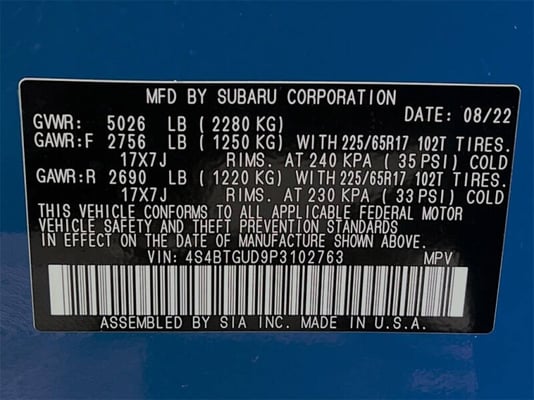 MFD BY SUBARU CORPORATION
DATE: 08/22
GVWR: 5026 LB (2280 KG)
GAWR:F 2756 LB (1250 KG) WITH 225/65R17 102T TIRES.
17X7J RIMS. AT 240 KPA (35 PSI) COLD
GAWR:R 2690 LB (1220 KG) WITH 225/65R17 102T TIRES.
17X7J RIMS. AT 230 KPA (33 PSI) COLD
THIS VEHICLE CONFORMS TO ALL APPLICABLE FEDERAL MOTOR
VEHICLE SAFETY AND THEFT PREVENTION STANDARDS
IN EFFECT ON THE DATE OF MANUFACTURE SHOWN ABOVE.
VIN: 4S4BTGUD9P3102763 MPV
ASSEMBLED BY SIA INC. MADE IN U.S.A.